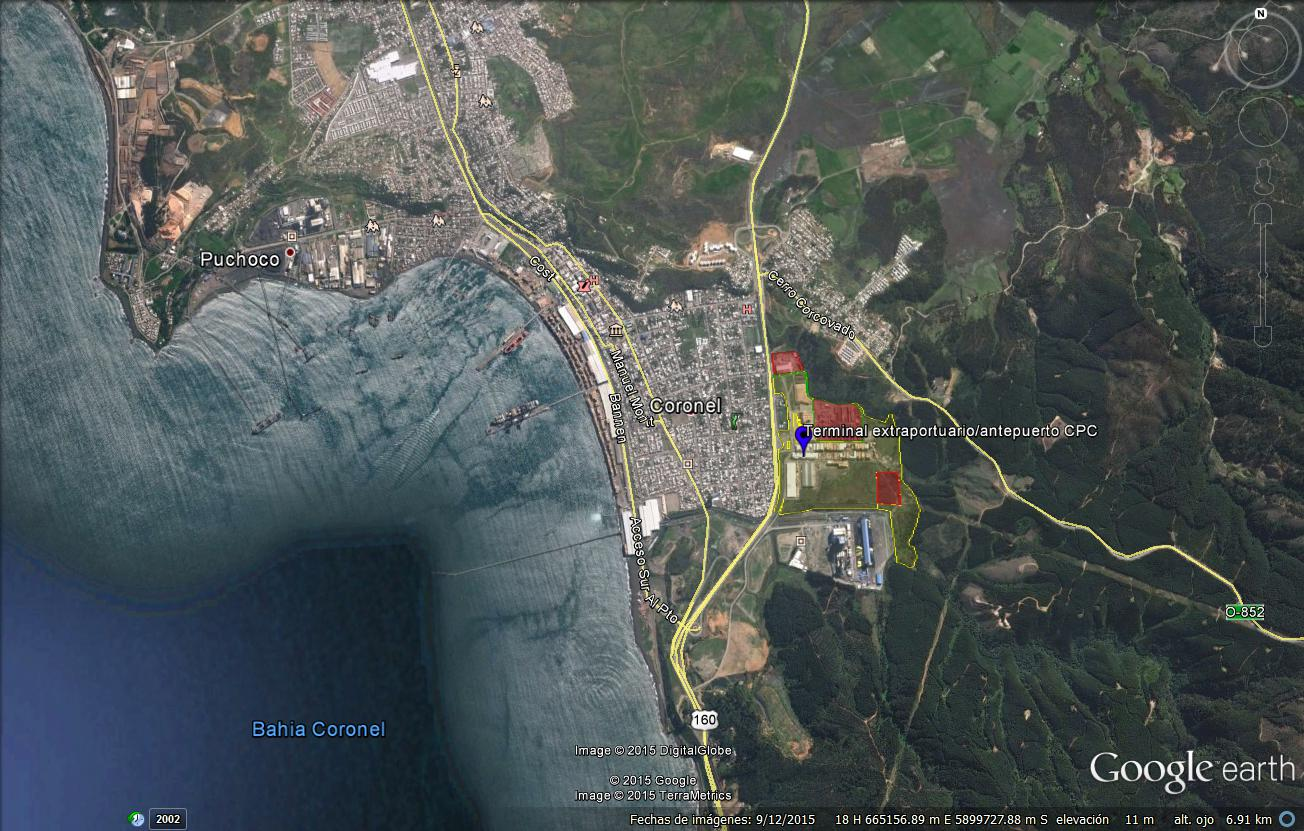 N
Puchoco
Cost
H
H
Cerro Corcovado
Manuel Montt
Bannen
Coronel
Terminal extraportuario/antepuerto CPC
Acceso Sur Al Pto
O-852
160
Bahia Coronel
Image © 2015 DigitalGlobe
© 2015 Google
Image © 2015 TerraMetrics
Google earth
2002
Fechas de imágenes: 9/12/2015 18 H 665156.89 m E 5899727.88 m S elevación 11 m alt. ojo 6.91 km